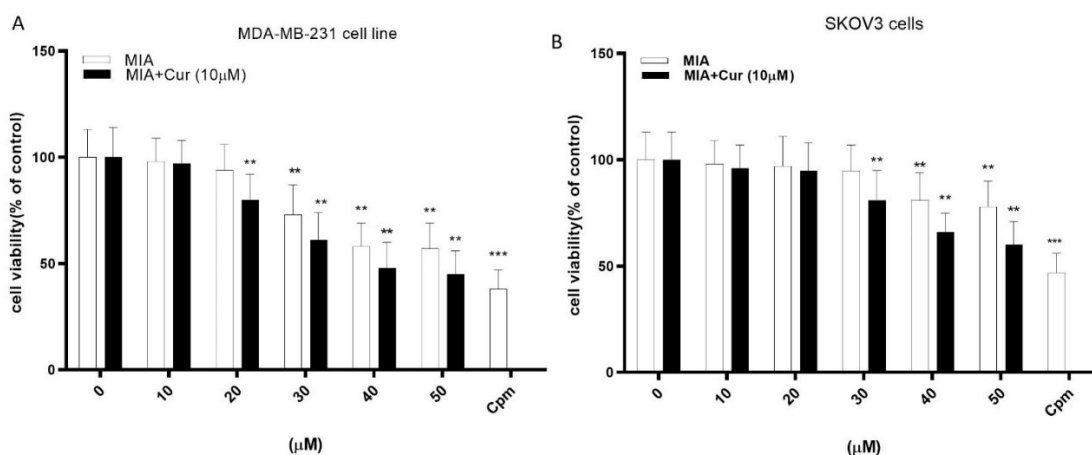 A
MDA-MB-231 cell line
MIA
MIA+Cur (10µM)
cell viability(% of control)
150
100
50
0
** ** ** ** ** ** ** ***
0 10 20 30 40 50 Cpm
(µM)
B
SKOV3 cells
MIA
MIA+Cur (10µM)
cell viability(% of control)
150
100
50
0
** ** ** ** ** ***
0 10 20 30 40 50 Cpm
(µM)